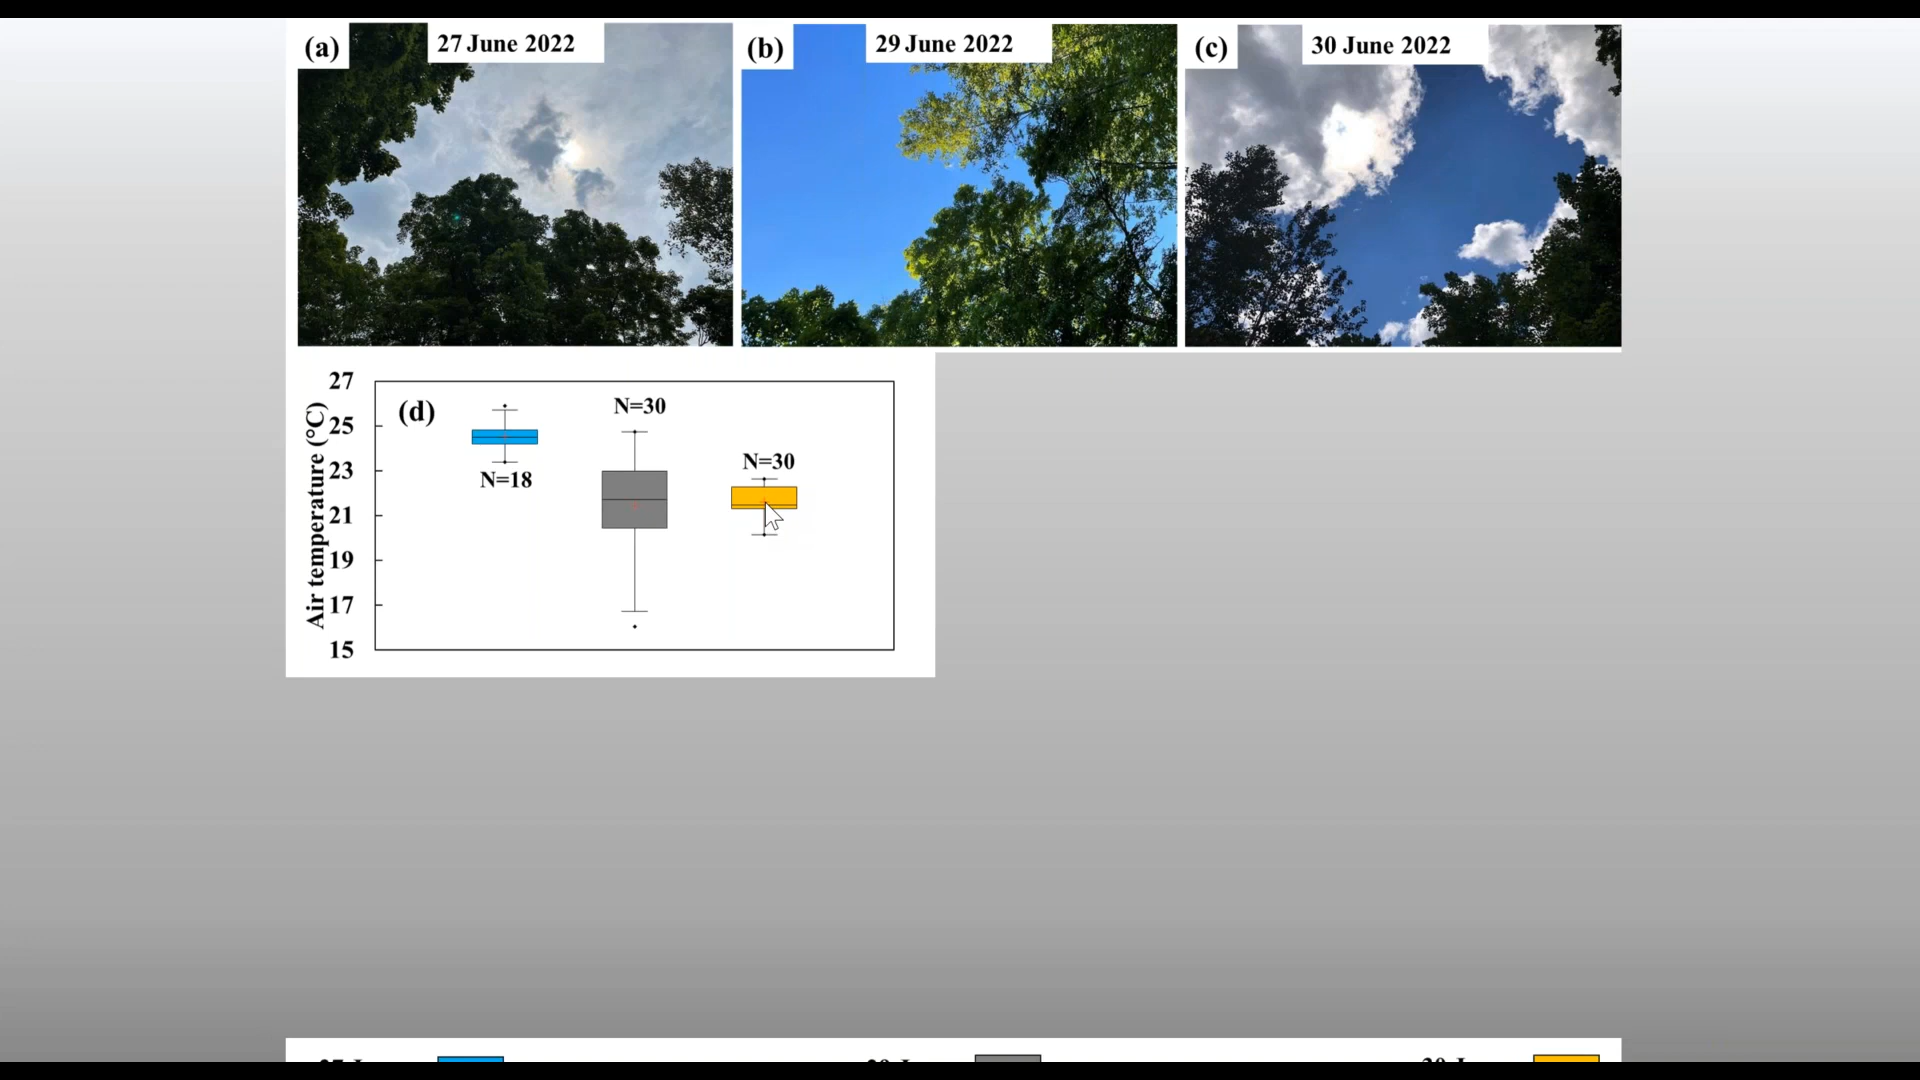 (a) 27 June 2022
(b) 29 June 2022
(c) 30 June 2022
(d)
Air temperature (°C)
27
25
23
21
19
17
15
N=18
N=30
N=30